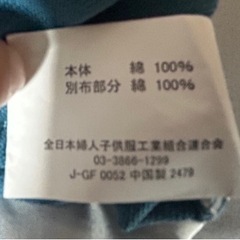 本体 綿 100%
別布部分 綿 100%
全日本婦人子供服工業組合連合会
03-3866-1299
J-GF 0052 中国製 2479